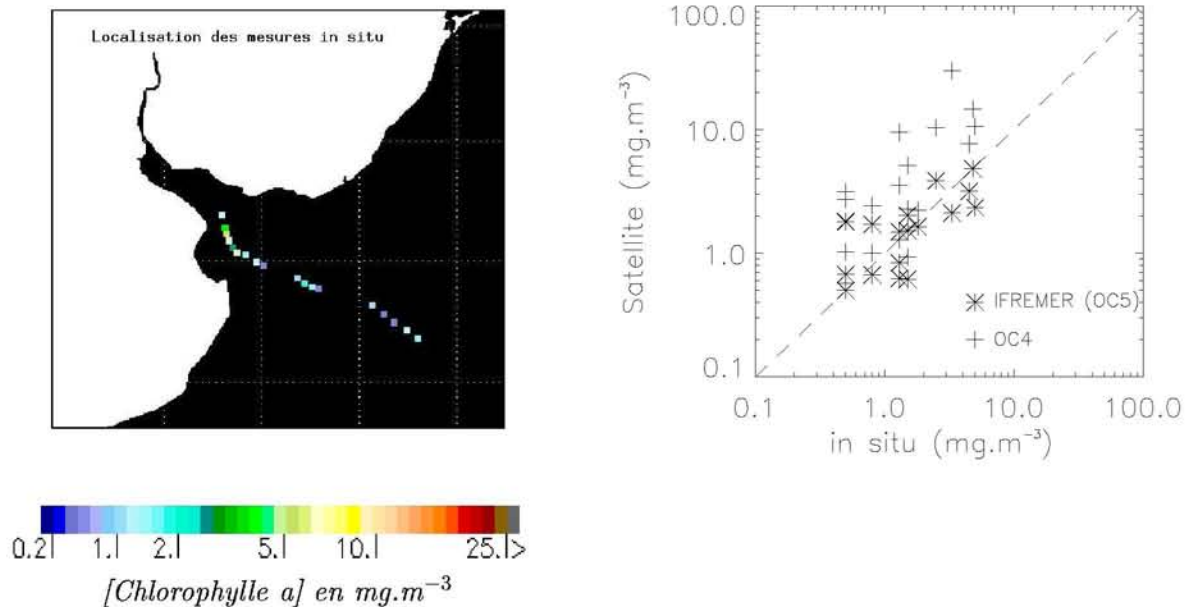 Localisation des mesures in situ
0.2 1. 2. 5. 10. 25. >
[Chlorophylle a] en mg.m⁻³
100.0
10.0
1.0
0.1
Satellite (mg.m⁻³)
IFREMER (OC5)
OC4
0.1 1.0 10.0 100.0
in situ (mg.m⁻³)